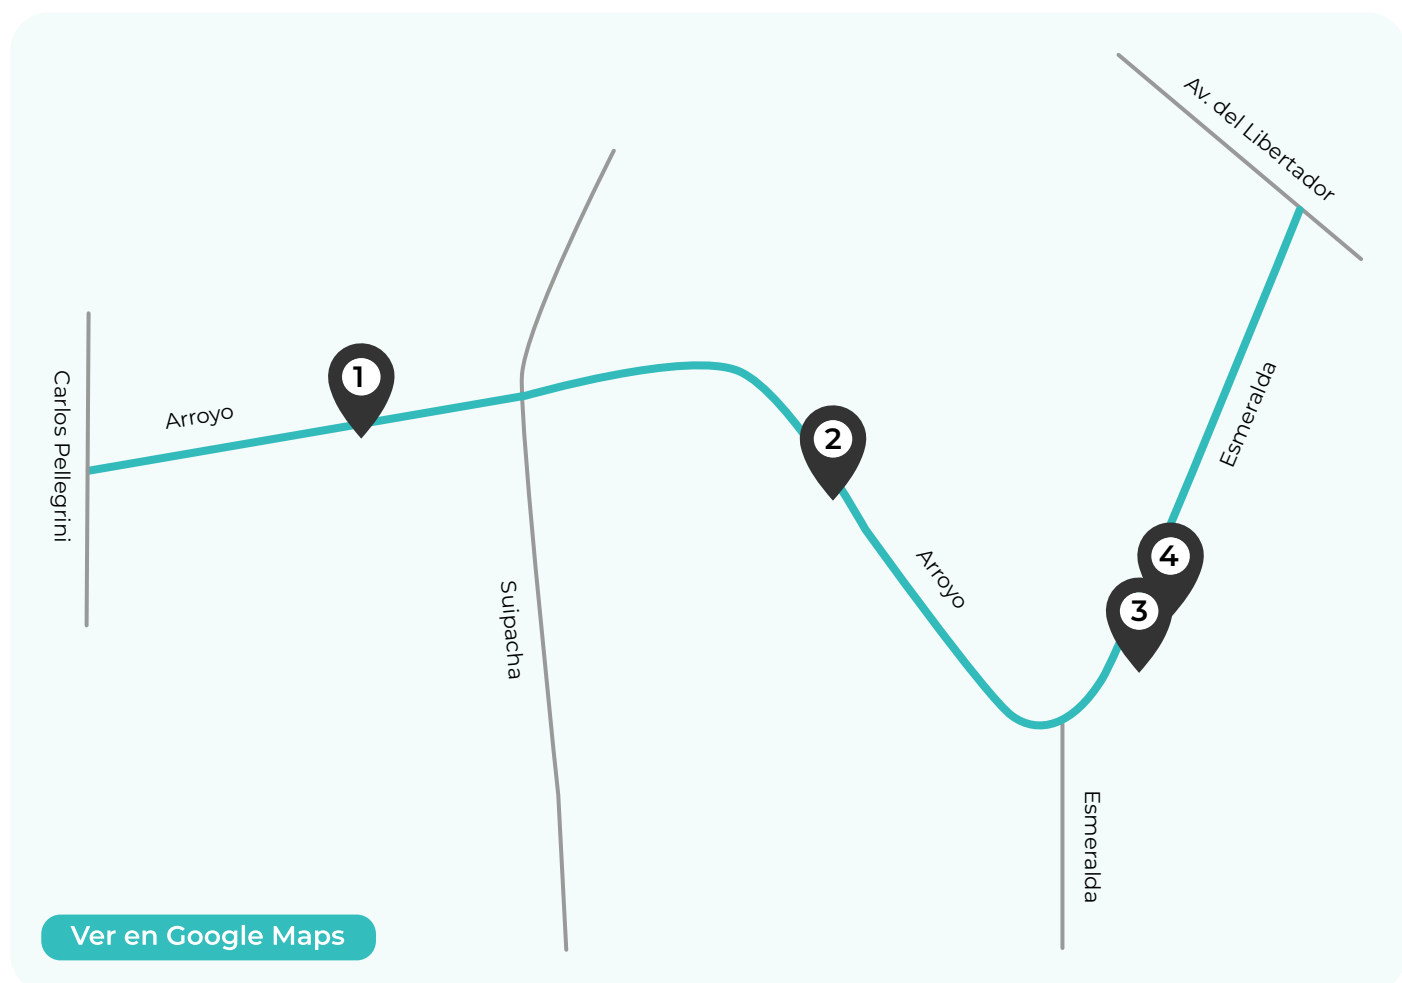 Av. del Libertador
Carlos Pellegrini
Arroyo
1
2
Esmeralda
Suipacha
Arroyo
4
3
Esmeralda
Ver en Google Maps